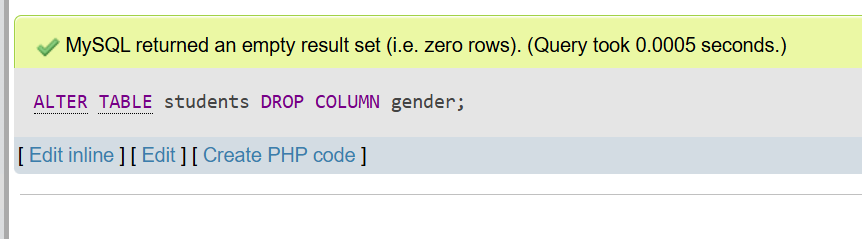 MySQL returned an empty result set (i.e. zero rows). (Query took 0.0005 seconds.)
ALTER TABLE students DROP COLUMN gender;
[ Edit inline ] [ Edit ] [ Create PHP code ]